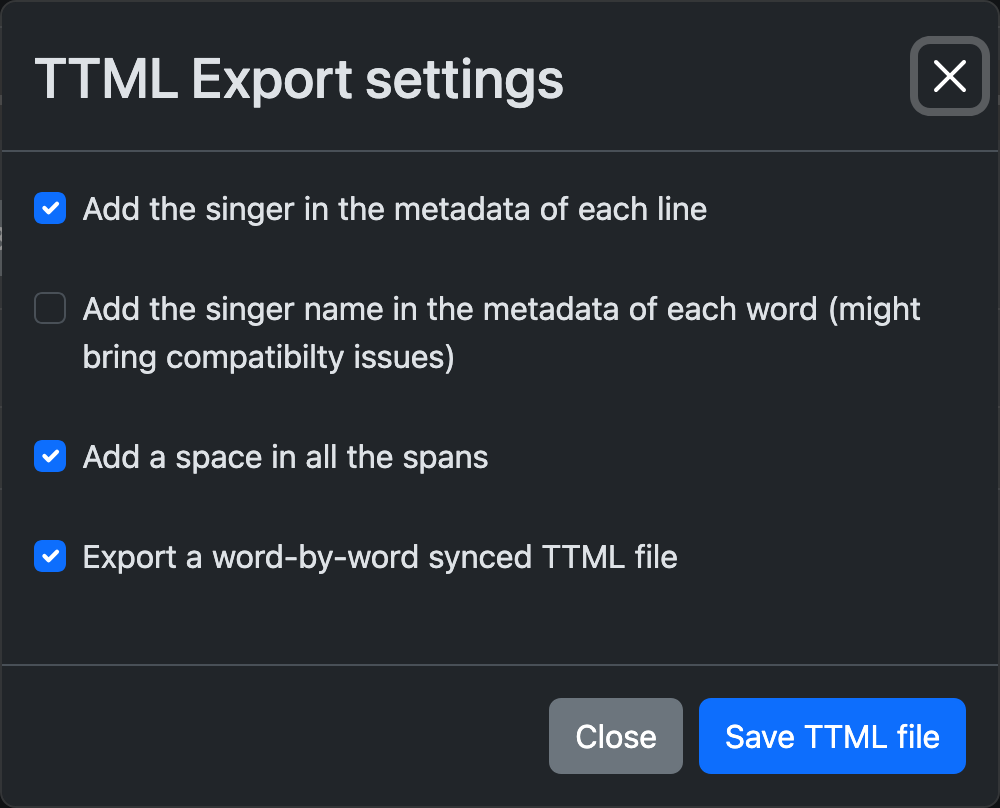 TTML Export settings
Add the singer in the metadata of each line
Add the singer name in the metadata of each word (might
bring compatibilty issues)
Add a space in all the spans
Export a word-by-word synced TTML file
Close
Save TTML file